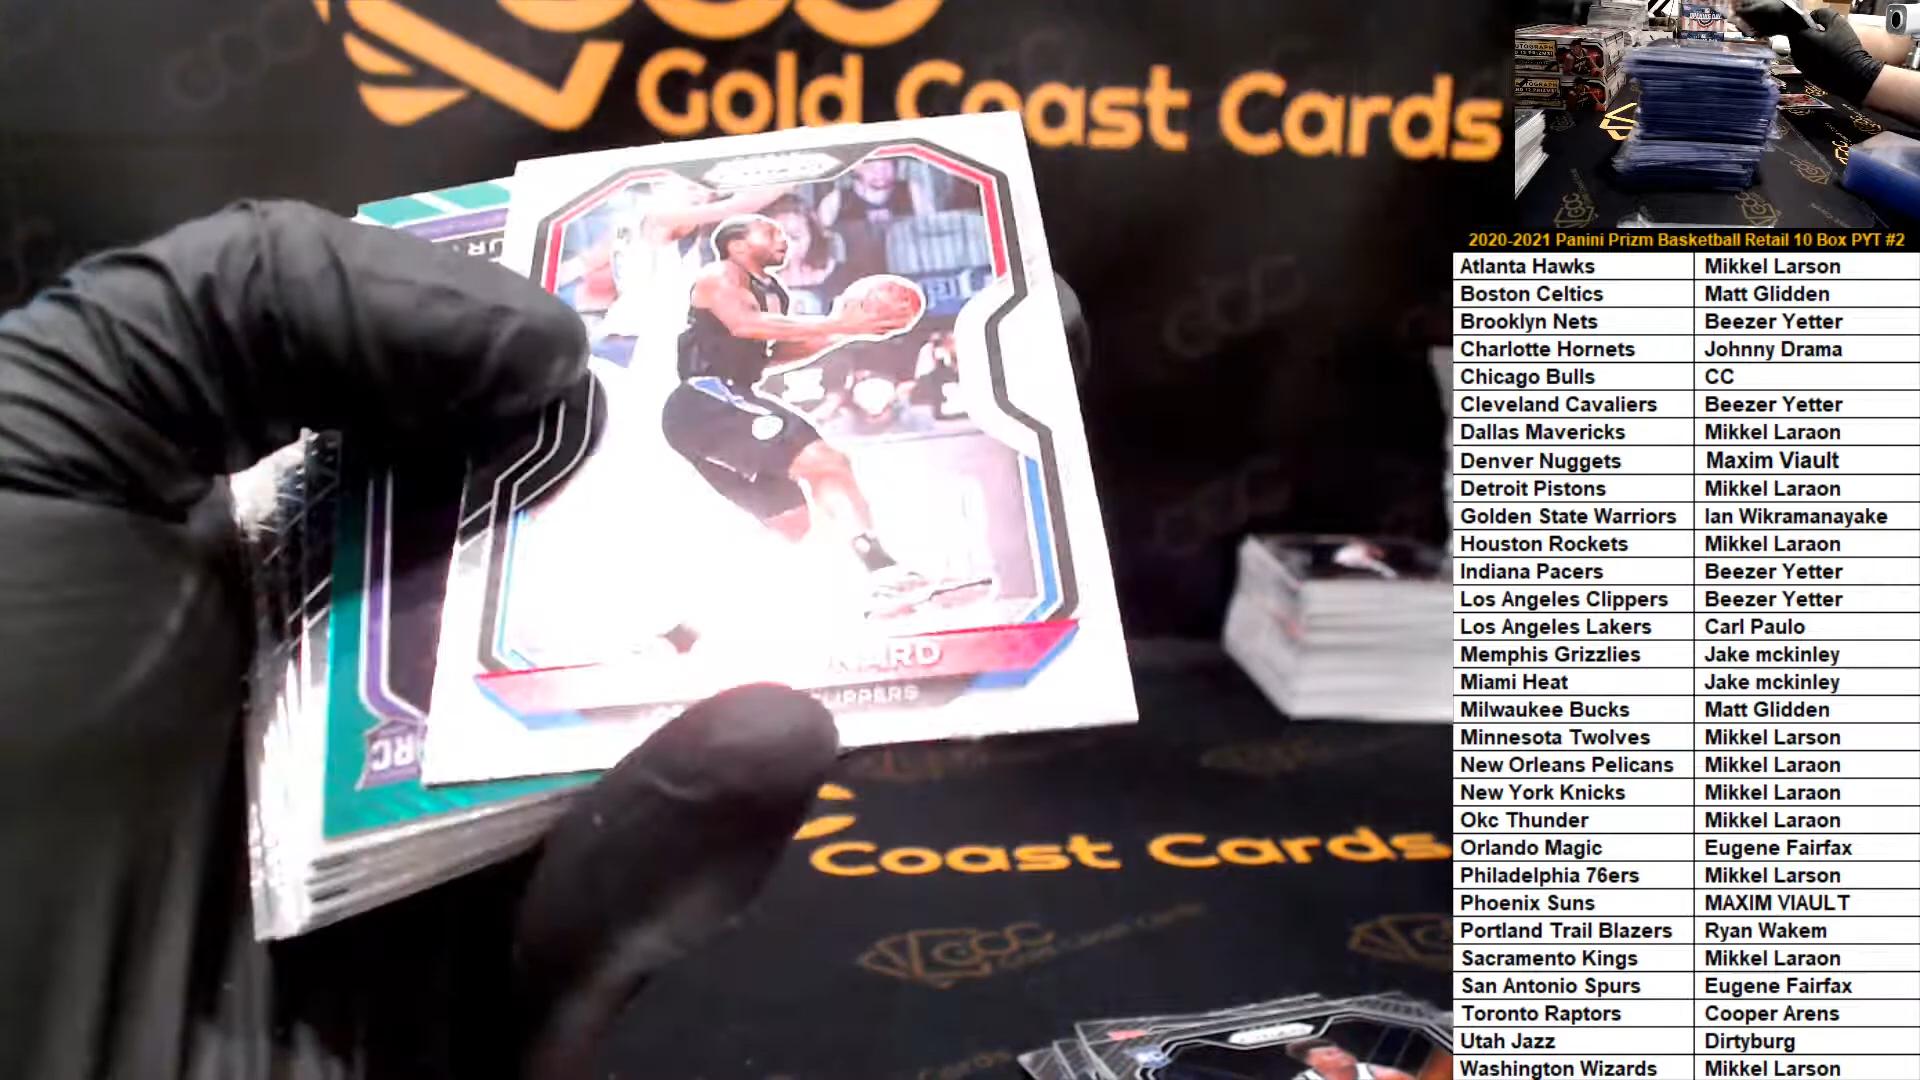 Gold Coast Cards
PRIZM
NARD
CLIPPERS
RC
Coast Cards
AUTOGRAPH
OPENING DAY
2020-2021 Panini Prizm Basketball Retail 10 Box PYT #2
Atlanta Hawks Mikkel Larson
Boston Celtics Matt Glidden
Brooklyn Nets Beezer Yetter
Charlotte Hornets Johnny Drama
Chicago Bulls CC
Cleveland Cavaliers Beezer Yetter
Dallas Mavericks Mikkel Laraon
Denver Nuggets Maxim Viault
Detroit Pistons Mikkel Laraon
Golden State Warriors Ian Wikramanayake
Houston Rockets Mikkel Laraon
Indiana Pacers Beezer Yetter
Los Angeles Clippers Beezer Yetter
Los Angeles Lakers Carl Paulo
Memphis Grizzlies Jake mckinley
Miami Heat Jake mckinley
Milwaukee Bucks Matt Glidden
Minnesota Twolves Mikkel Larson
New Orleans Pelicans Mikkel Laraon
New York Knicks Mikkel Laraon
Okc Thunder Mikkel Laraon
Orlando Magic Eugene Fairfax
Philadelphia 76ers Mikkel Larson
Phoenix Suns MAXIM VIAULT
Portland Trail Blazers Ryan Wakem
Sacramento Kings Mikkel Laraon
San Antonio Spurs Eugene Fairfax
Toronto Raptors Cooper Arens
Utah Jazz Dirtyburg
Washington Wizards Mikkel Larson